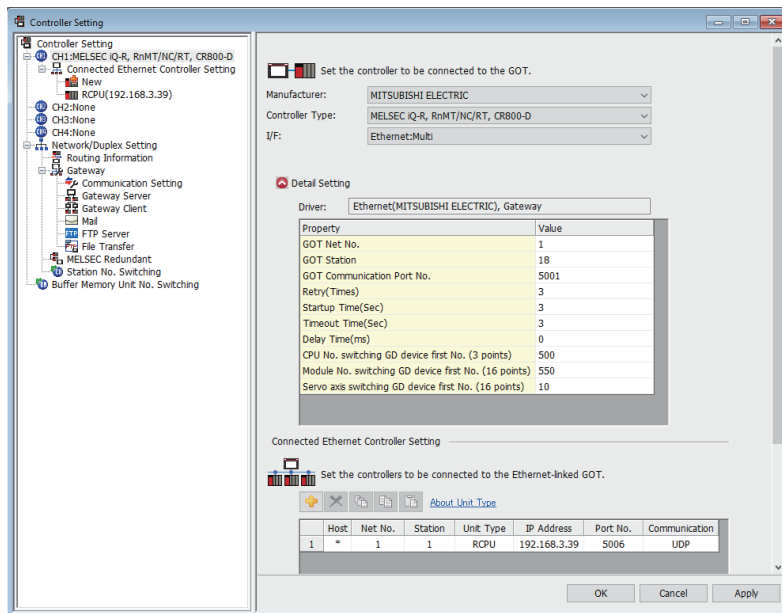 Controller Setting
Controller Setting
CH1:MELSEC iQ-R, RnMT/NC/RT, CR800-D
Connected Ethernet Controller Setting
New
RCPU(192.168.3.39)
CH2:None
CH3:None
CH4:None
Network/Duplex Setting
Routing Information
Gateway
Communication Setting
Gateway Server
Gateway Client
Mail
FTP Server
File Transfer
MELSEC Redundant
Station No. Switching
Buffer Memory Unit No. Switching
Set the controller to be connected to the GOT.
Manufacturer: MITSUBISHI ELECTRIC
Controller Type: MELSEC iQ-R, RnMT/NC/RT, CR800-D
I/F: Ethernet:Multi
Detail Setting
Driver: Ethernet(MITSUBISHI ELECTRIC), Gateway
Property Value
GOT Net No. 1
GOT Station 18
GOT Communication Port No. 5001
Retry(Times) 3
Startup Time(Sec) 3
Timeout Time(Sec) 3
Delay Time(ms) 0
CPU No. switching GD device first No. (3 points) 500
Module No. switching GD device first No. (16 points) 550
Servo axis switching GD device first No. (16 points) 10
Connected Ethernet Controller Setting
Set the controllers to be connected to the Ethernet-linked GOT.
About Unit Type
Host Net No. Station Unit Type IP Address Port No. Communication
1 * 1 1 RCPU 192.168.3.39 5006 UDP
OK Cancel Apply